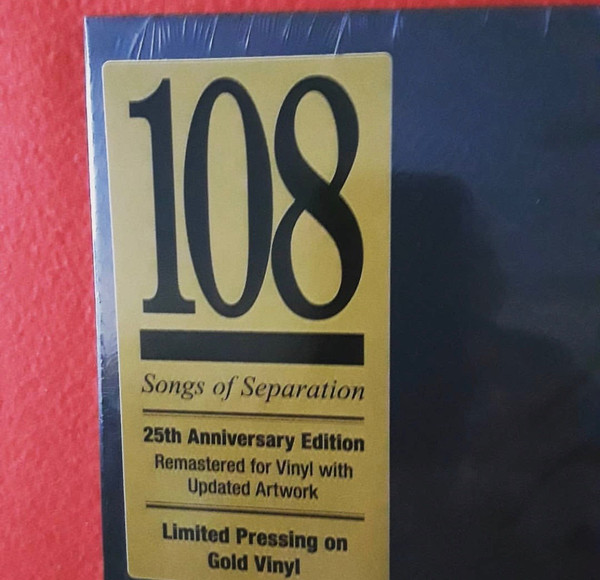 108
Songs of Separation
25th Anniversary Edition
Remastered for Vinyl with
Updated Artwork
Limited Pressing on
Gold Vinyl